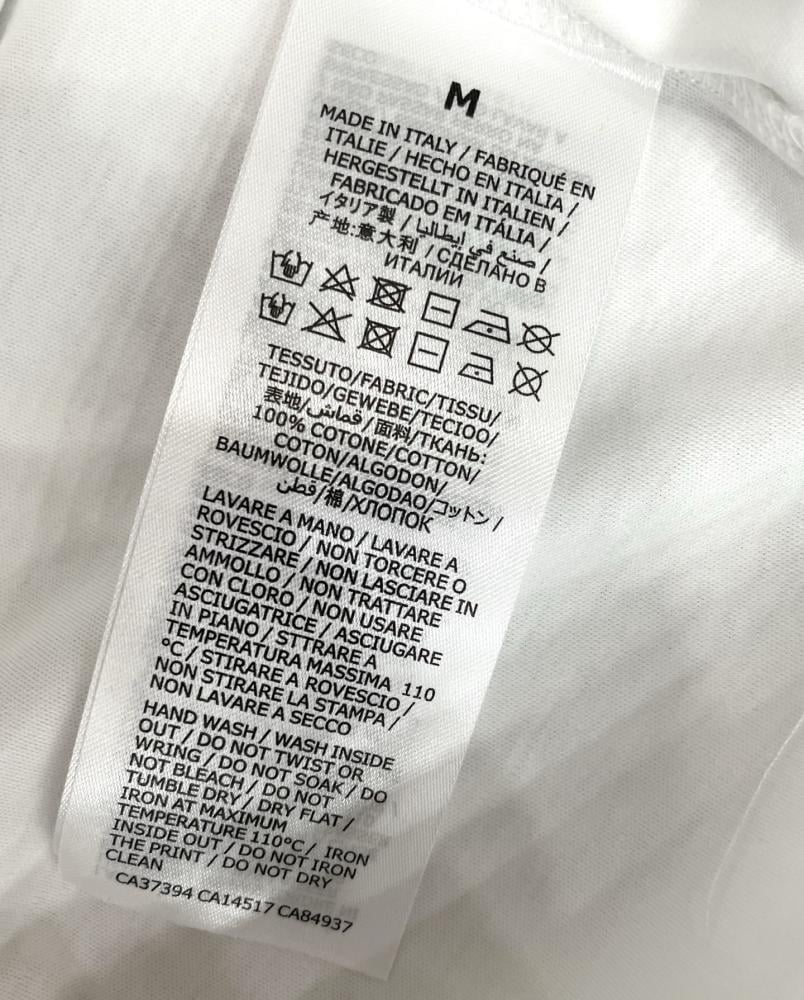 M
MADE IN ITALY / FABRIQUÉ EN
ITALIE / HECHO EN ITALIA /
HERGESTELLT IN ITALIEN /
FABRICADO EM ITÁLIA /
イタリア製 / صنع في إيطاليا /
产地:意大利 / СДЕЛАНО В
ИТАЛИИ
TESSUTO/FABRIC/TISSU/
TEJIDO/GEWEBE/TECIOO/
表地/قماش/面料/ТКАНЬ:
100% COTONE/COTTON/
COTON/ALGODON/
BAUMWOLLE/ALGODAO/コットン/
قطن/棉/ХЛОПОК
LAVARE A MANO / LAVARE A
ROVESCIO / NON TORCERE O
STRIZZARE / NON LASCIARE IN
AMMOLLO / NON TRATTARE
CON CLORO / NON USARE
ASCIUGATRICE / ASCIUGARE
IN PIANO / STTRARE A
TEMPERATURA MASSIMA 110
°C / STIRARE A ROVESCIO /
NON STIRARE LA STAMPA /
NON LAVARE A SECCO
HAND WASH / WASH INSIDE
OUT / DO NOT TWIST OR
WRING / DO NOT SOAK / DO
NOT BLEACH / DO NOT
TUMBLE DRY / DRY FLAT /
IRON AT MAXIMUM
TEMPERATURE 110°C / IRON
INSIDE OUT / DO NOT IRON
THE PRINT / DO NOT DRY
CLEAN
CA37394 CA14517 CA84937